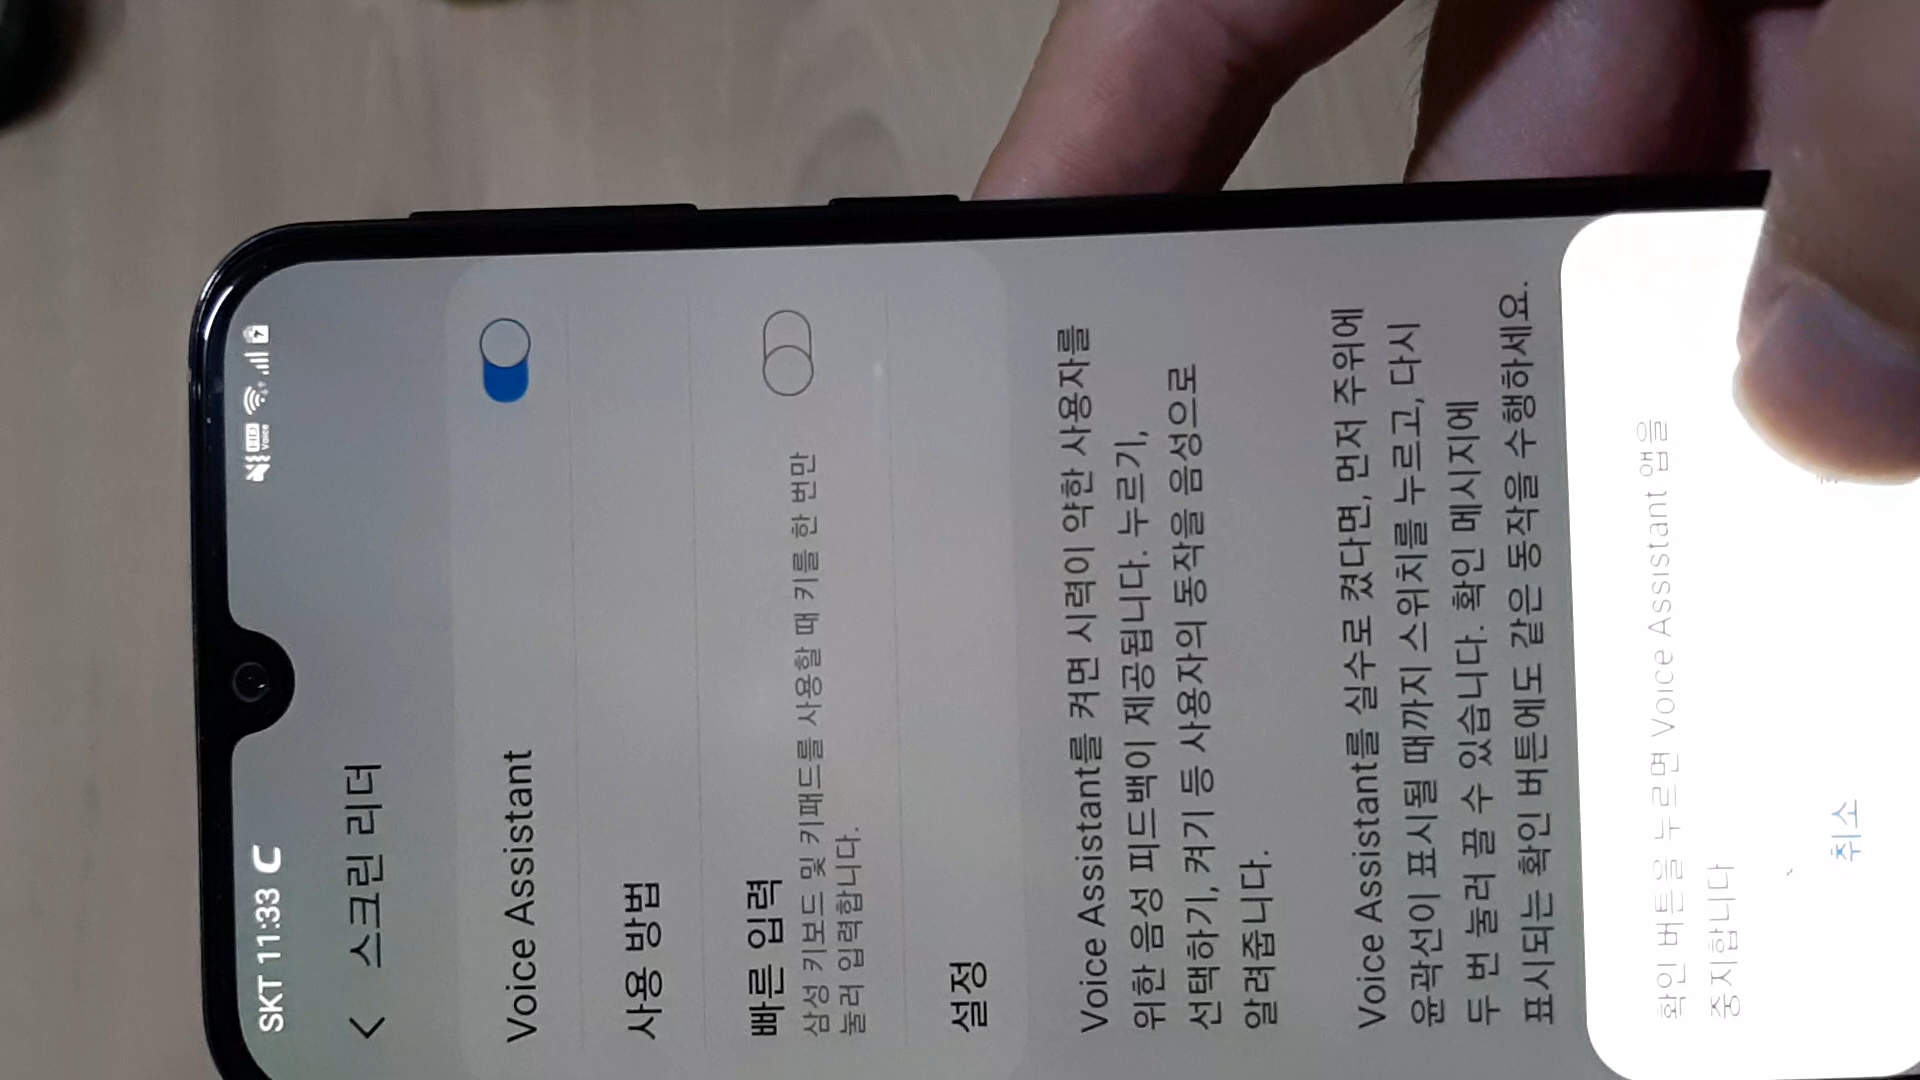 SKT 11:33
HD
Voice
스크린 리더
Voice Assistant
사용 방법
빠른 입력
삼성 키보드 및 키패드를 사용할 때 키를 한 번만
눌러 입력합니다.
설정
Voice Assistant를 켜면 시력이 약한 사용자를
위한 음성 피드백이 제공됩니다. 누르기,
선택하기, 켜기 등 사용자의 동작을 음성으로
알려줍니다.
Voice Assistant를 실수로 켰다면, 먼저 주위에
윤곽선이 표시될 때까지 스위치를 누르고, 다시
두 번 눌러 끌 수 있습니다. 확인 메시지에
표시되는 확인 버튼에도 같은 동작을 수행하세요.
확인 버튼을 누르면 Voice Assistant 앱을
중지합니다
취소